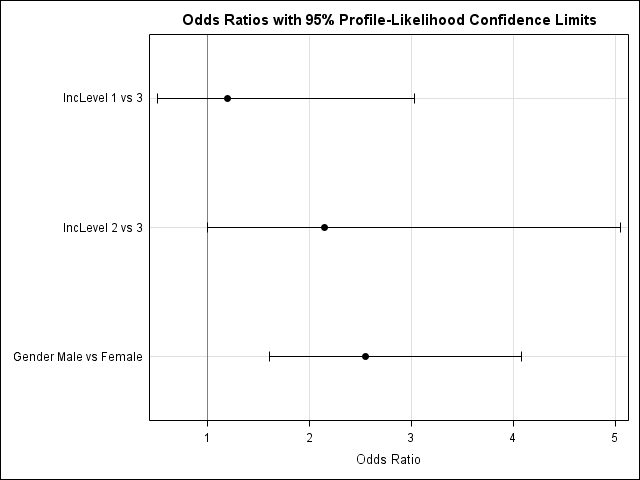 Odds Ratios with 95% Profile-Likelihood Confidence Limits
IncLevel 1 vs 3
IncLevel 2 vs 3
Gender Male vs Female
1 2 3 4 5
Odds Ratio